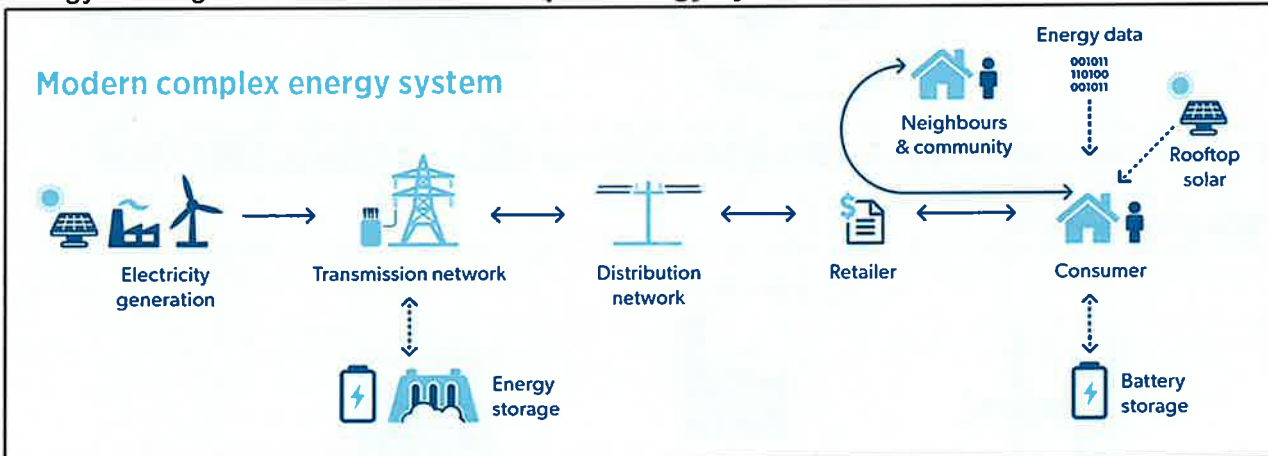 Modern complex energy system
Energy data
001011
110100
001011
Neighbours
& community
Rooftop
solar
$
Electricity
generation
Transmission network
Distribution
network
Retailer
Consumer
Energy
storage
Battery
storage